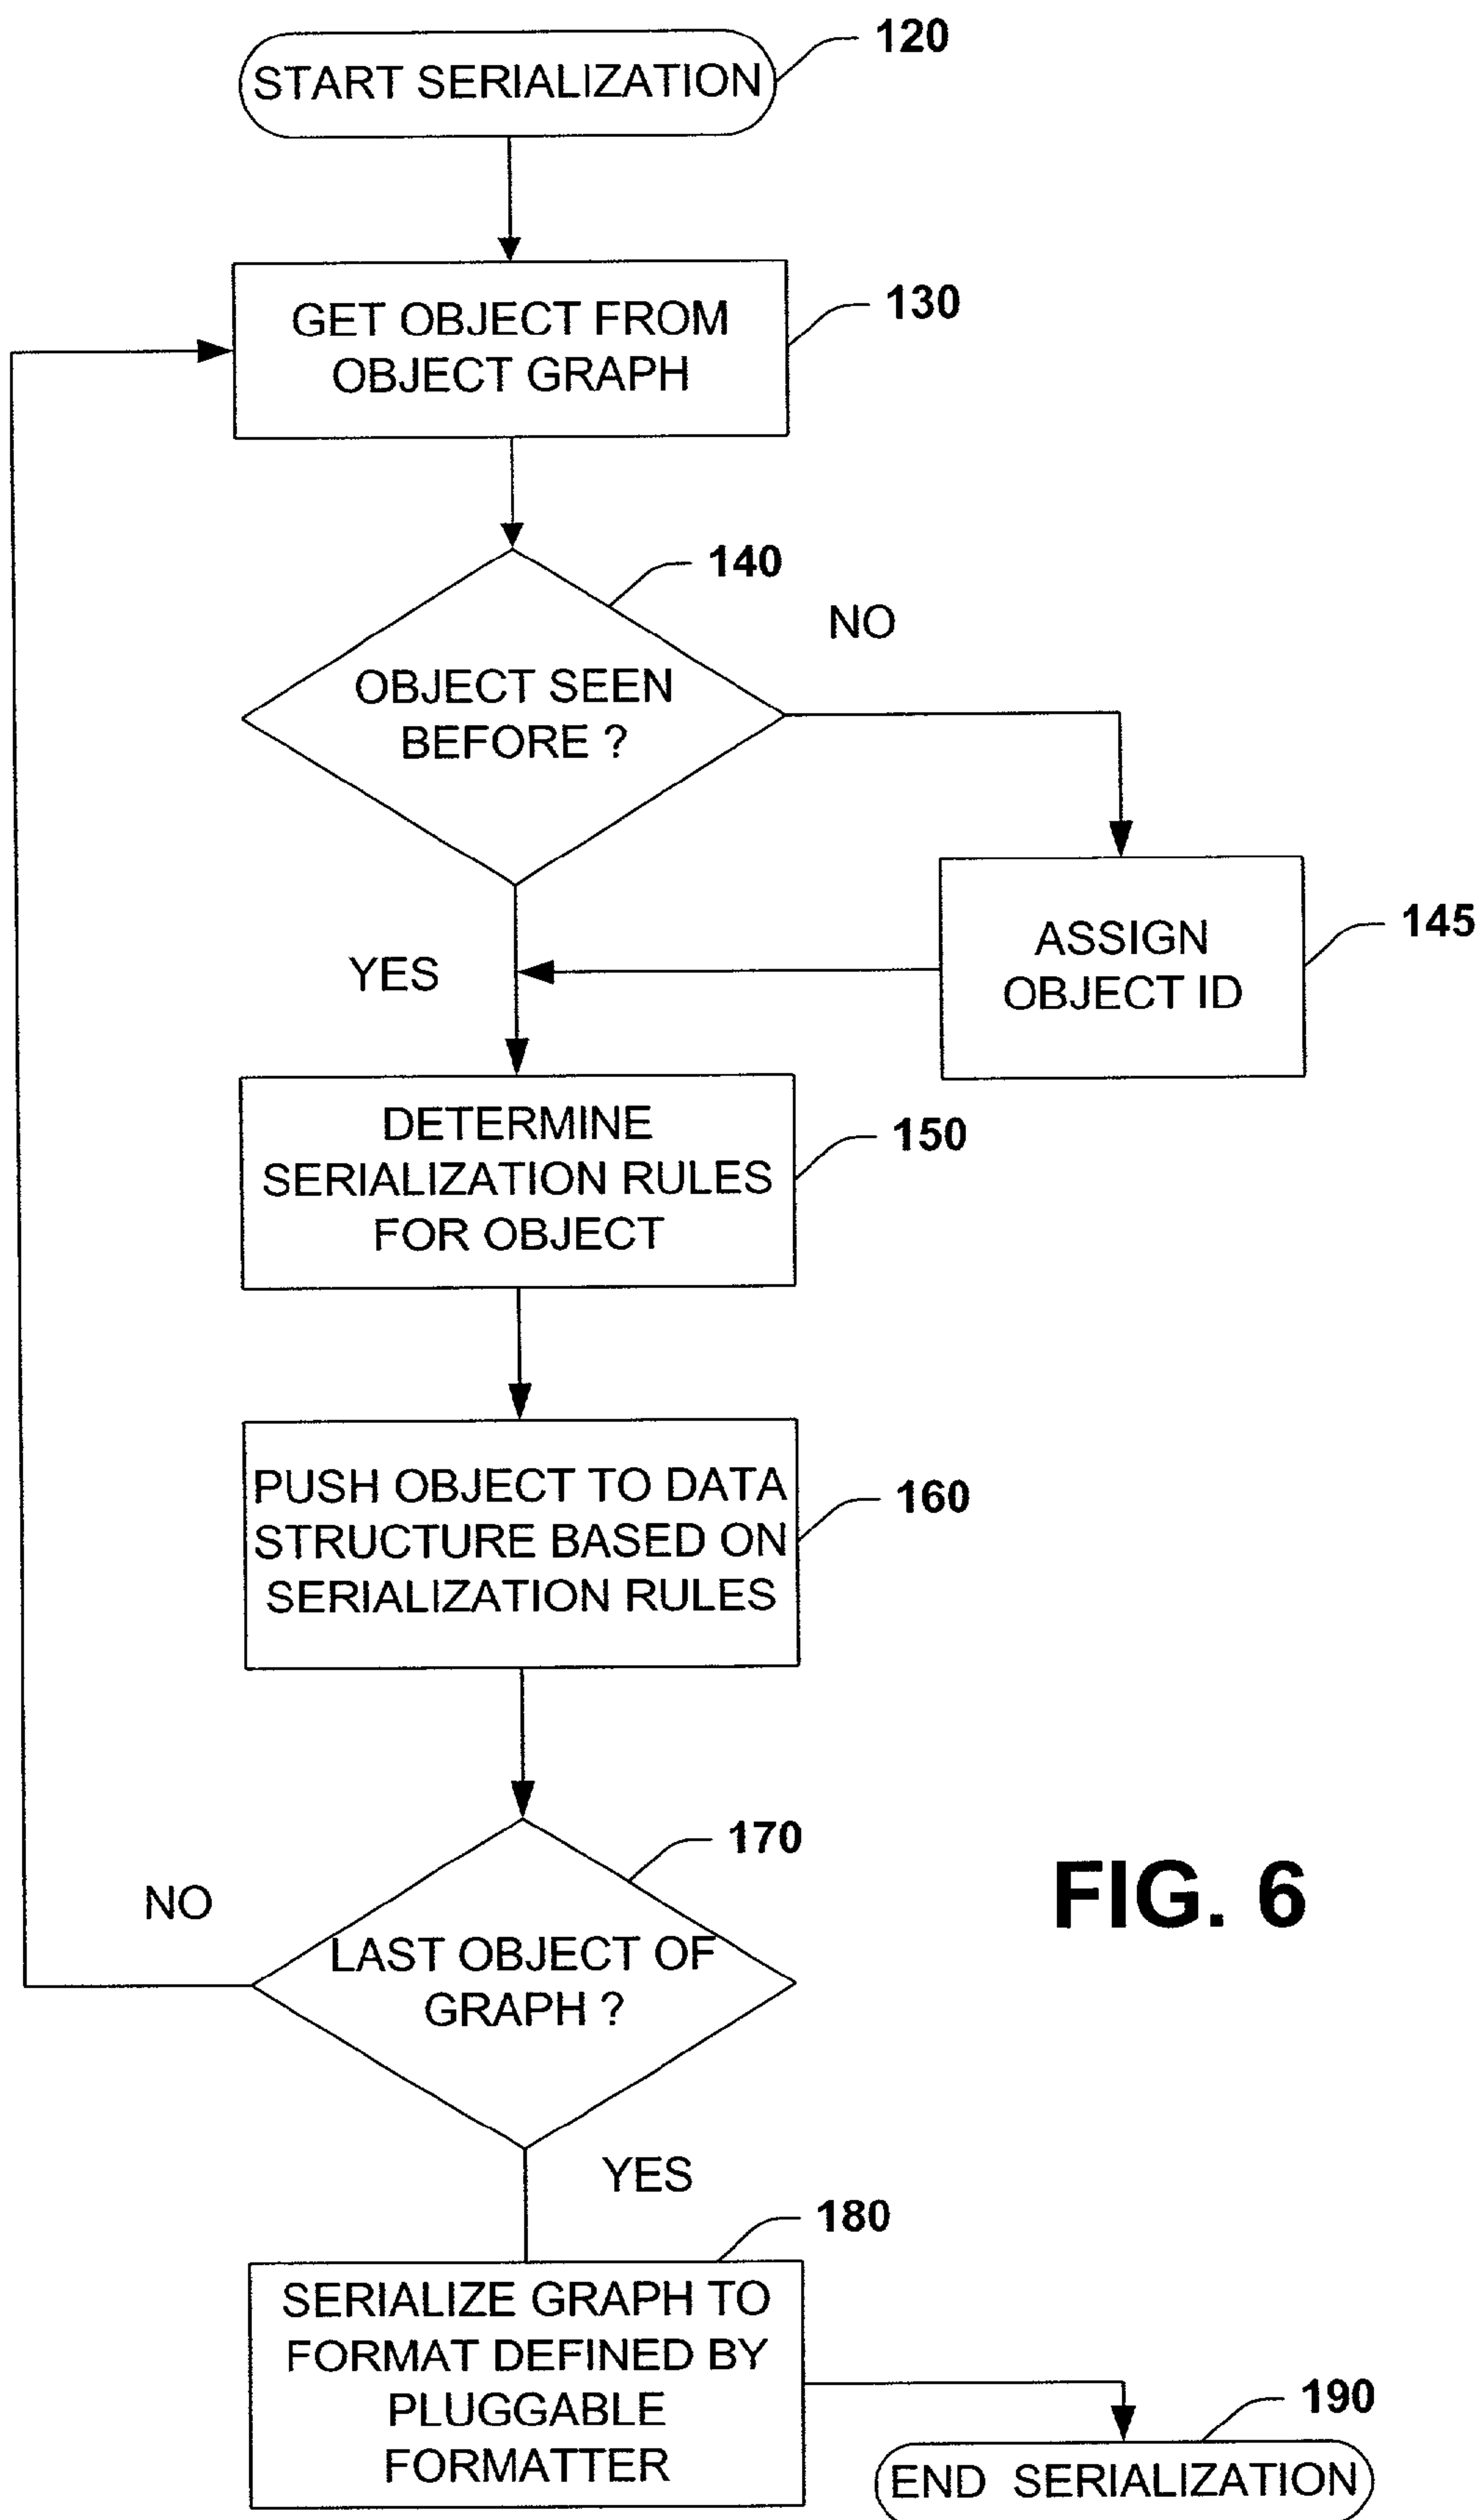 START SERIALIZATION
120
GET OBJECT FROM
OBJECT GRAPH
130
140
NO
OBJECT SEEN
BEFORE ?
YES
ASSIGN
OBJECT ID
145
DETERMINE
SERIALIZATION RULES
FOR OBJECT
150
PUSH OBJECT TO DATA
STRUCTURE BASED ON
SERIALIZATION RULES
160
170
NO
LAST OBJECT OF
GRAPH ?
FIG. 6
YES
180
SERIALIZE GRAPH TO
FORMAT DEFINED BY
PLUGGABLE
FORMATTER
190
END SERIALIZATION